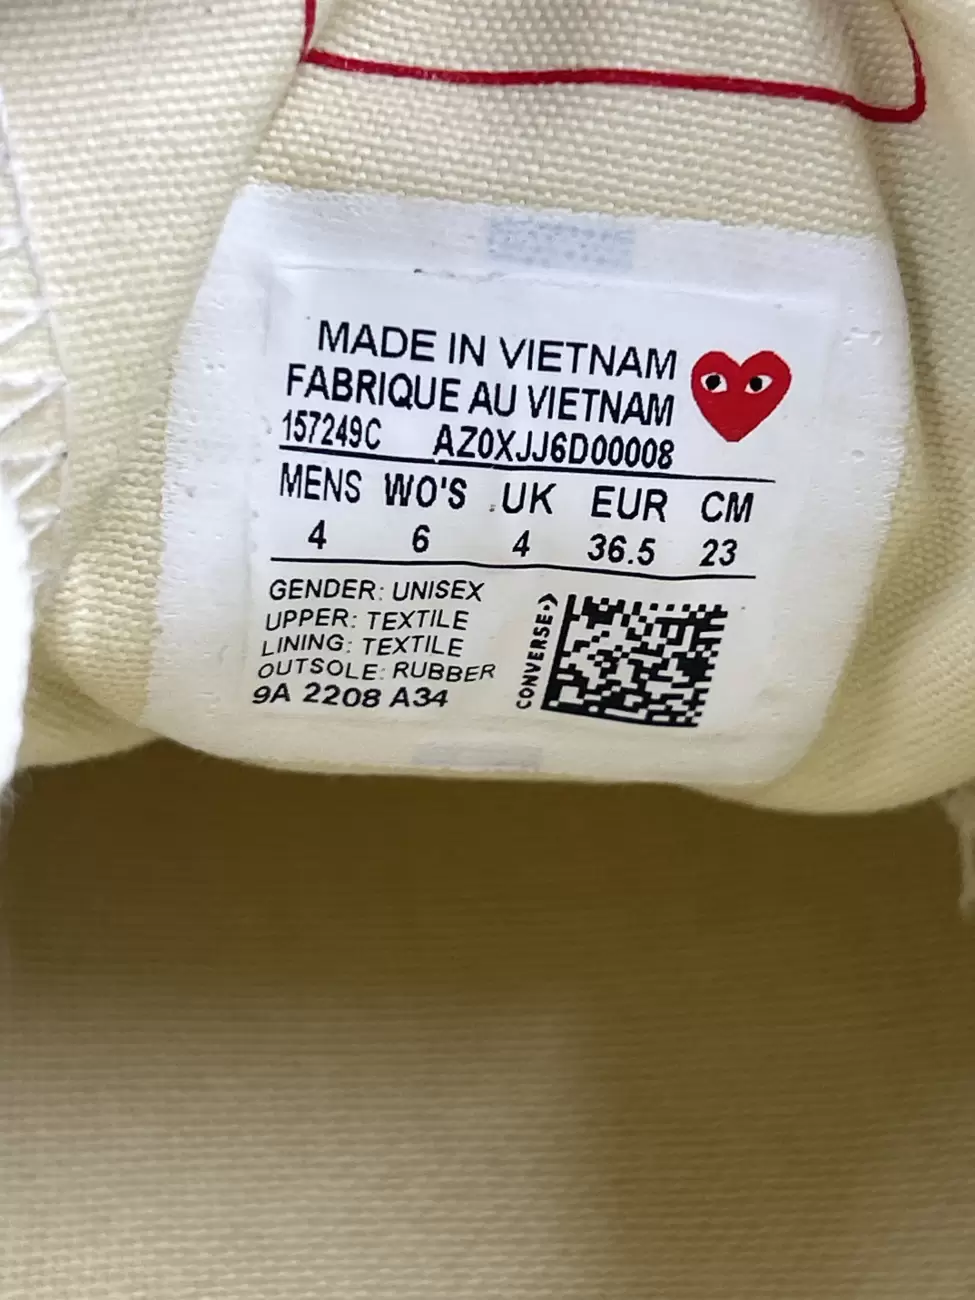 MADE IN VIETNAM
FABRIQUE AU VIETNAM
157249C AZ0XJJ6D00008
MENS WO'S UK EUR CM
4 6 4 36.5 23
GENDER: UNISEX
UPPER: TEXTILE
LINING: TEXTILE
OUTSOLE: RUBBER
9A 2208 A34
CONVERSE